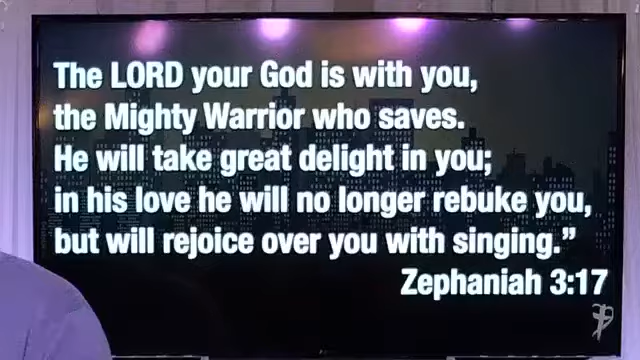 The LORD your God is with you,
the Mighty Warrior who saves.
He will take great delight in you;
in his love he will no longer rebuke you,
but will rejoice over you with singing.”
Zephaniah 3:17